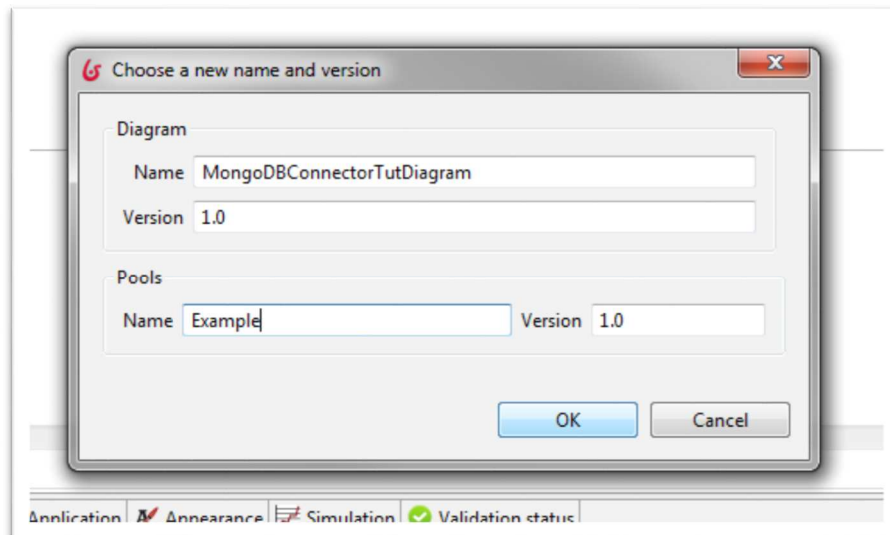 Choose a new name and version
Diagram
Name MongoDBConnectorTutDiagram
Version 1.0
Pools
Name Example Version 1.0
OK Cancel
Application Appearance Simulation Validation status